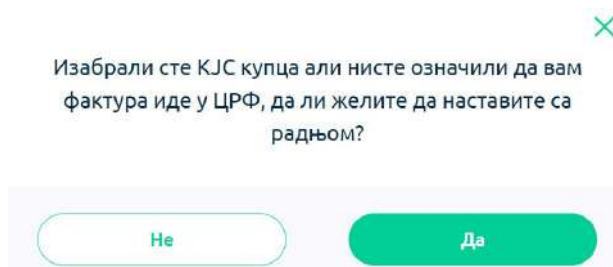 Изабрали сте КЈС купца али нисте означили да вам
фактура иде у ЦРФ, да ли желите да наставите са
радњом?
Не
Да